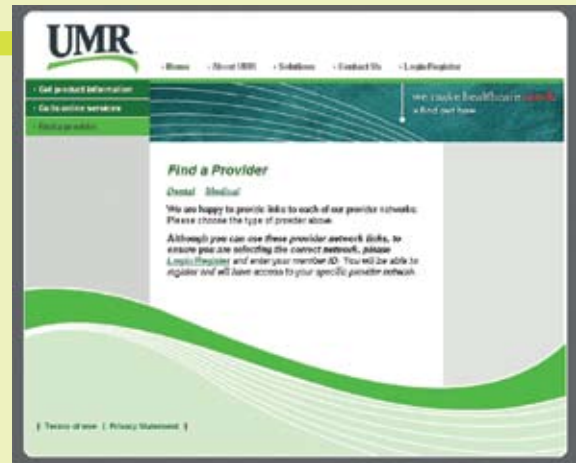 UMR
• Home • About UMR • Solutions • Contact Us • Login/Register
• Get product information
• Go to online services
• Find a provider
we make healthcare
• find out how
Find a Provider
Dental Medical
We are happy to provide links to each of our provider networks:
Please choose the type of provider above.
Although you can use these provider network links, to
ensure you are selecting the correct network, please
Login/Register and enter your member ID. You will be able to
register and will have access to your specific provider network.
| Terms of use | Privacy Statement |